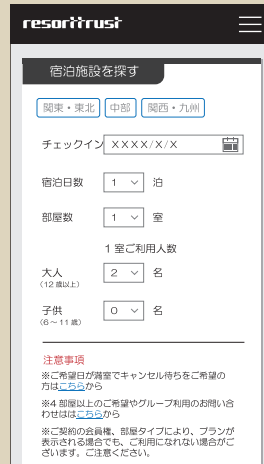 resorttrust
宿泊施設を探す
関東・東北 中部 関西・九州
チェックイン XXXX/X/X
宿泊日数 1 泊
部屋数 1 室
1室ご利用人数
大人 2 名
(12歳以上)
子供 0 名
(6〜11歳)
注意事項
※ご希望日が満室でキャンセル待ちをご希望の
方はこちらから
※4部屋以上のご希望やグループ利用のお問い合
わせははこちらから
※ご契約の会員権、部屋タイプにより、プランが
表示される場合でも、ご利用になれない場合がご
ざいます。ご注意ください。